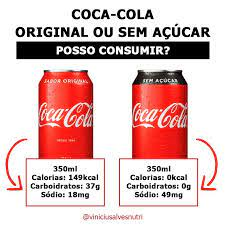 COCA-COLA
ORIGINAL OU SEM AÇÚCAR
POSSO CONSUMIR?
SABOR ORIGINAL
SEM AÇÚCAR
Coca-Cola
Coca-Cola
350ml
Calorias: 149kcal
Carboidratos: 37g
Sódio: 18mg
350ml
Calorias: 0kcal
Carboidratos: 0g
Sódio: 49mg
@viniciusalvesnutri